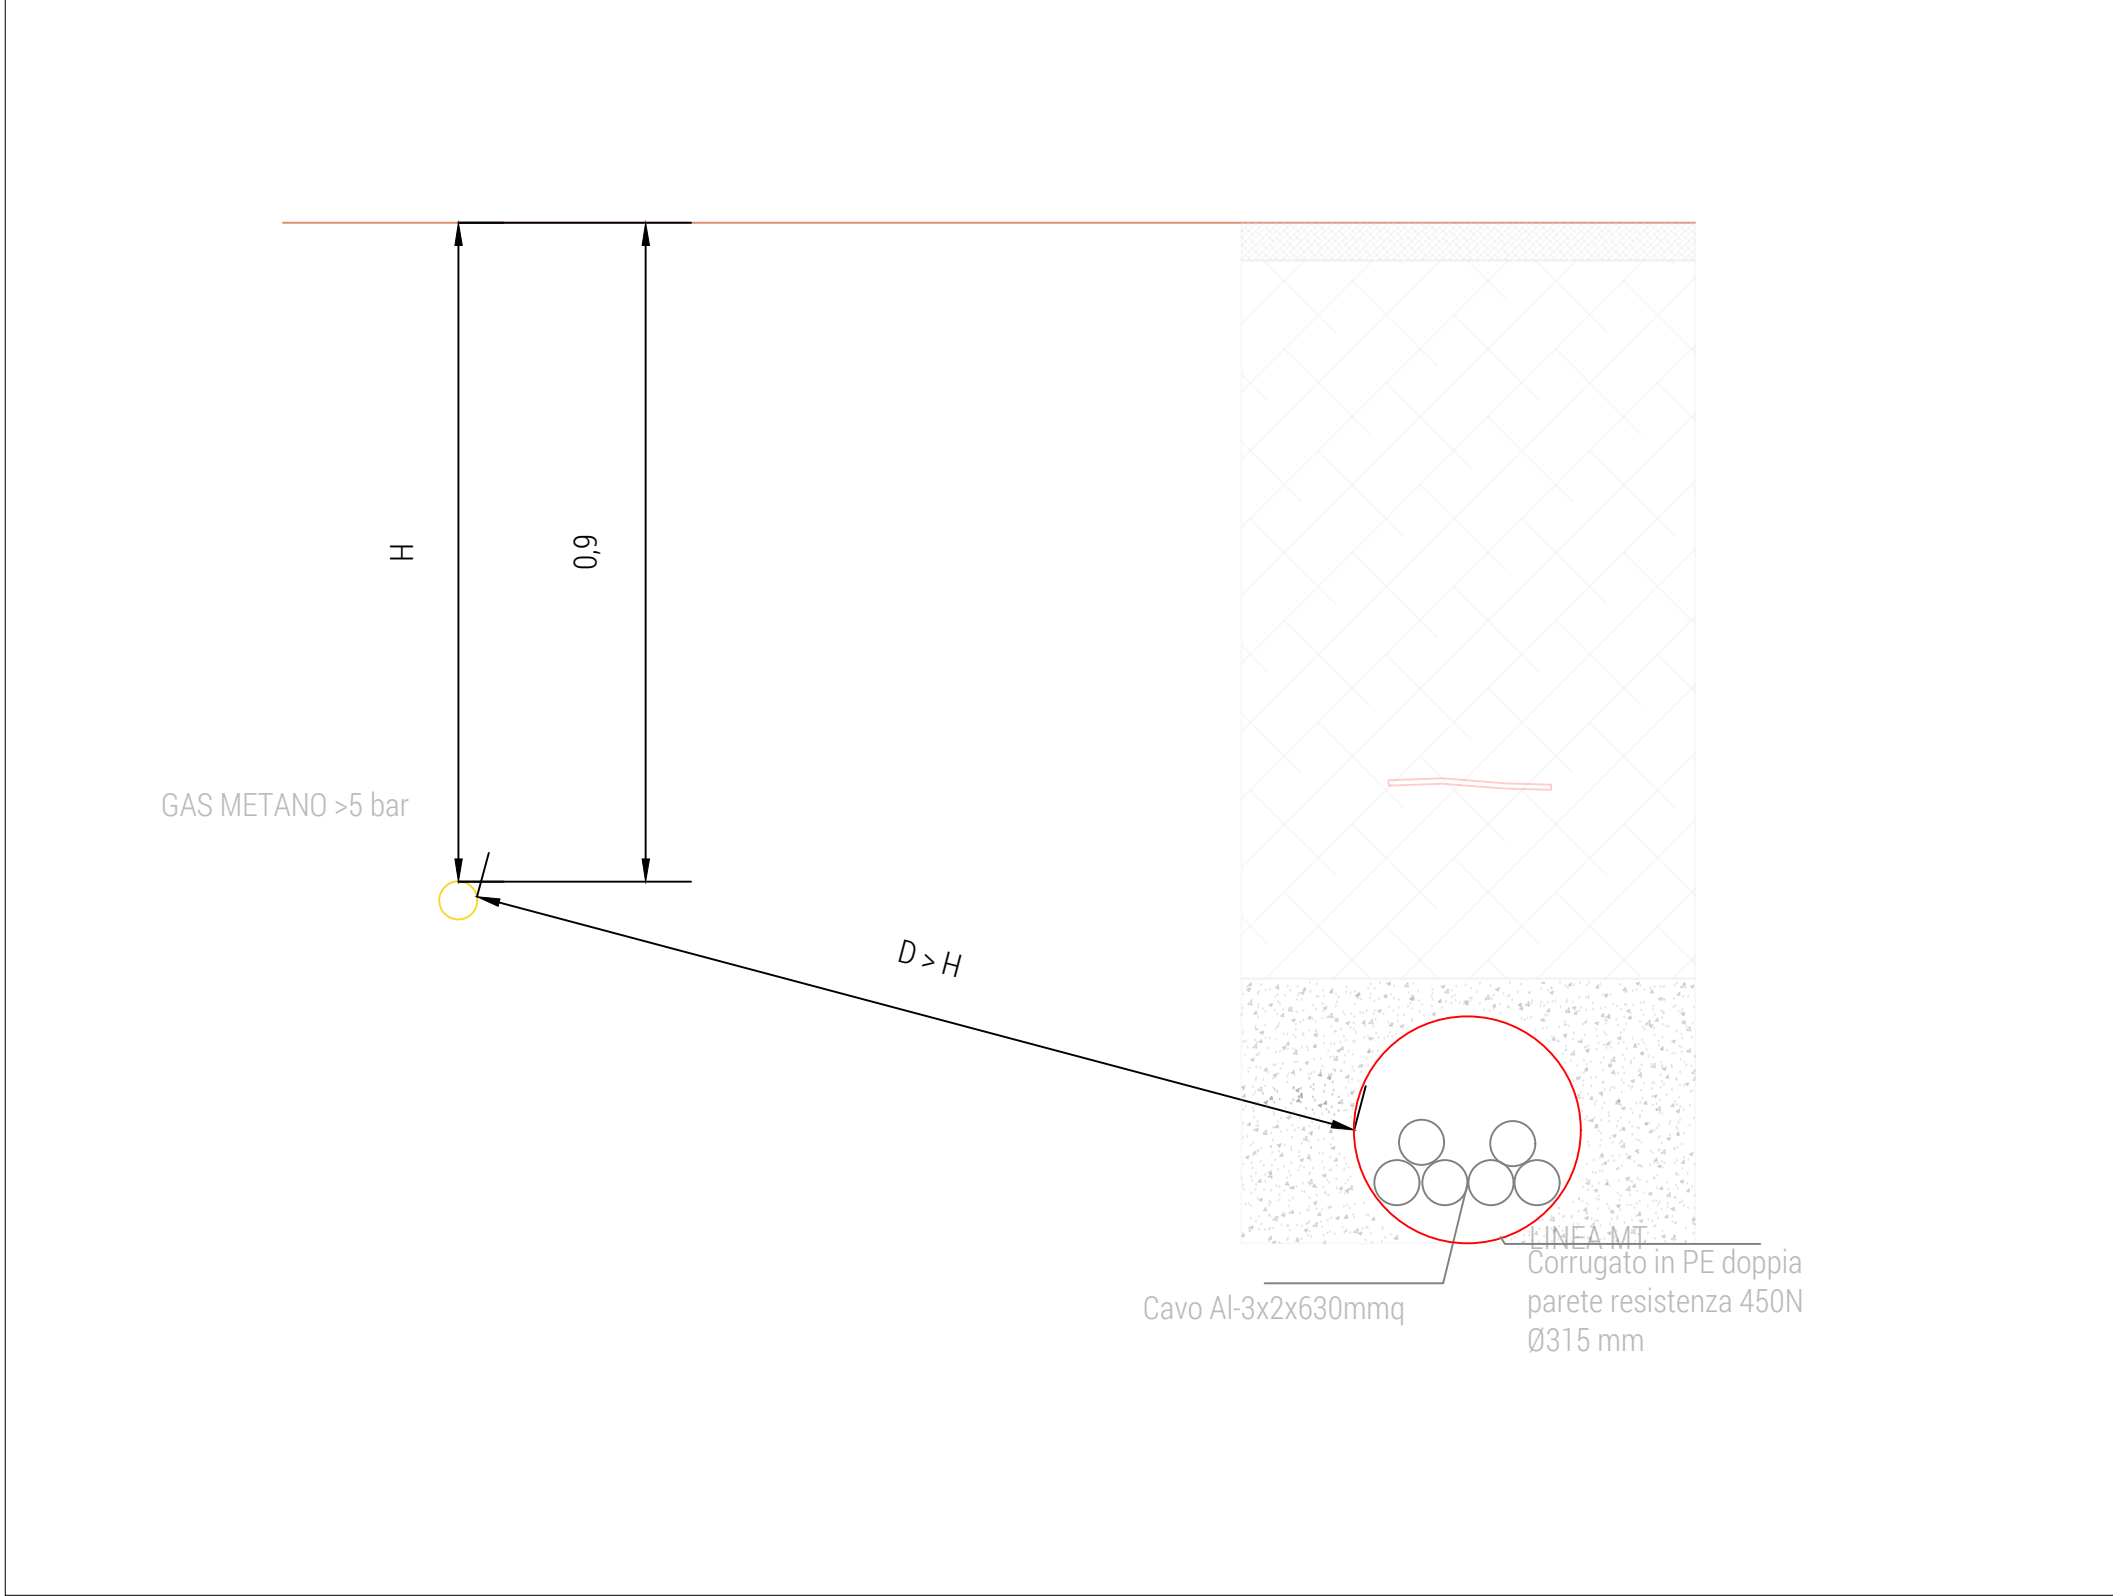 H
0,9
GAS METANO >5 bar
D > H
LINEA MT
Corrugato in PE doppia
parete resistenza 450N
Ø315 mm
Cavo Al-3x2x630mmq